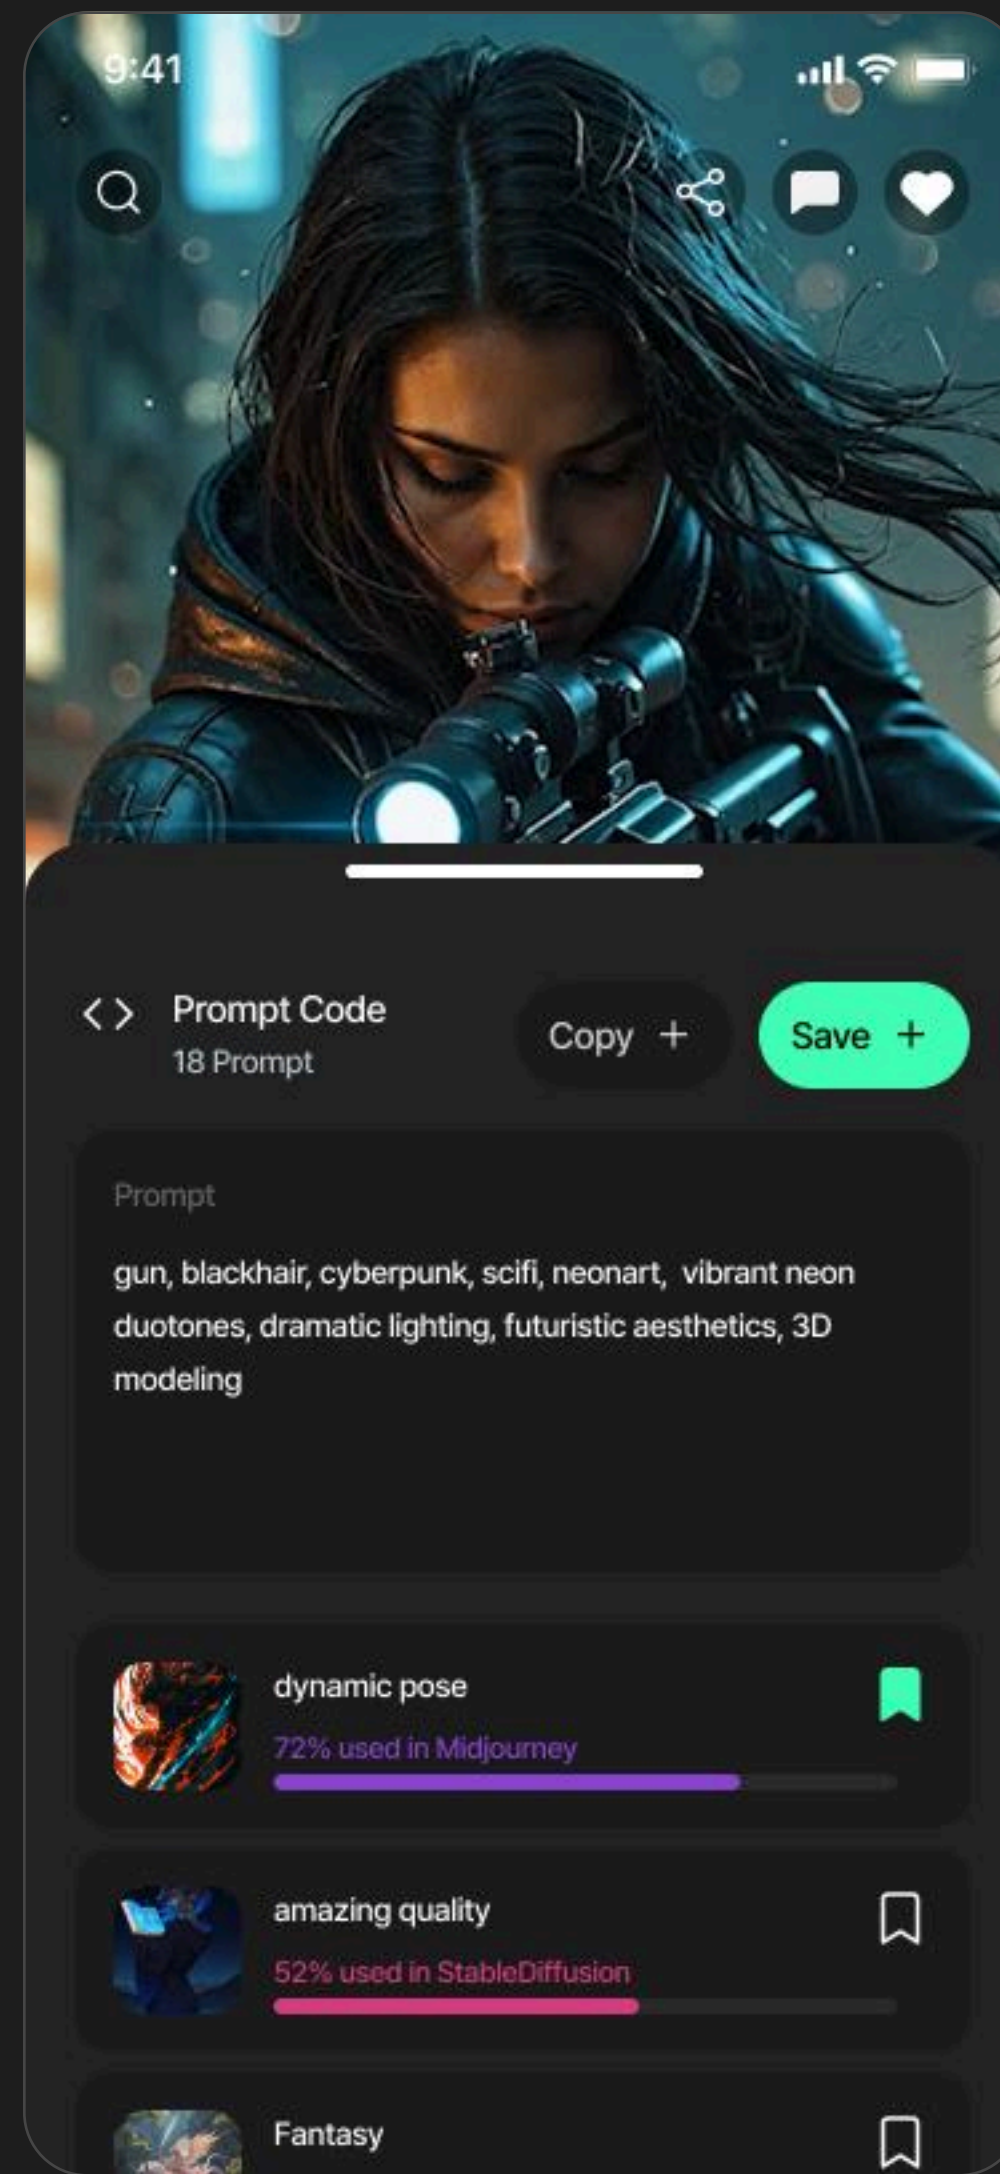 9:41
Prompt Code
18 Prompt
Copy +
Save +
Prompt
gun, blackhair, cyberpunk, scifi, neonart,  vibrant neon
duotones, dramatic lighting, futuristic aesthetics, 3D
modeling
dynamic pose
72% used in Midjourney
amazing quality
52% used in StableDiffusion
Fantasy